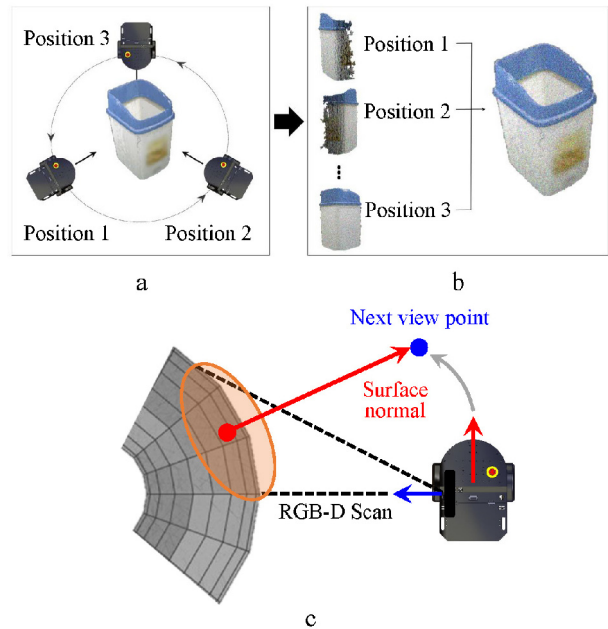 Position 3
Position 1
Position 2
a
Position 1
Position 2
Position 3
b
Next view point
Surface
normal
RGB-D Scan
c